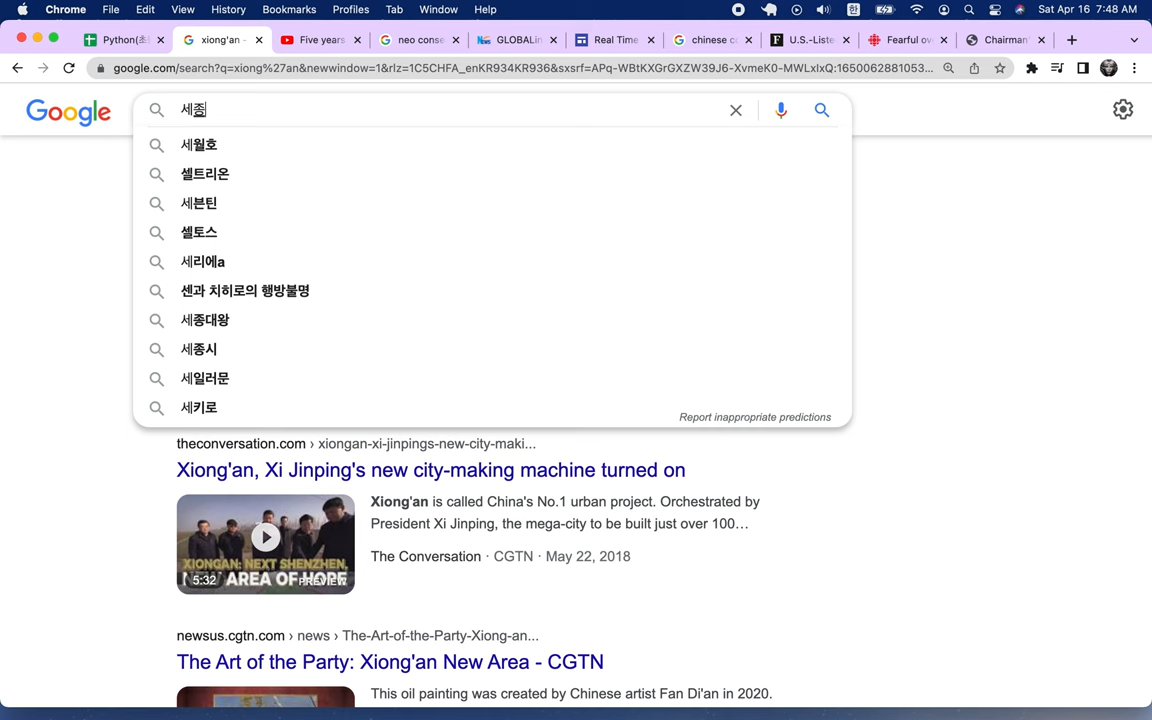 Chrome File Edit View History Bookmarks Profiles Tab Window Help 한 Sat Apr 16 7:48 AM
Python(초 xiong'an - Five years neo conse GLOBALin Real Time chinese co U.S.-Liste Fearful ov Chairman'
google.com/search?q=xiong%27an&newwindow=1&rlz=1C5CHFA_enKR934KR936&sxsrf=APq-WBtKXGrGXZW39J6-XvmeK0-MWLxlxQ:1650062881053...
Google 세종
세월호
셀트리온
세븐틴
셀토스
세리에a
센과 치히로의 행방불명
세종대왕
세종시
세일러문
세키로
Report inappropriate predictions
theconversation.com › xiongan-xi-jinpings-new-city-maki...
Xiong'an, Xi Jinping's new city-making machine turned on
Xiong'an is called China's No.1 urban project. Orchestrated by
President Xi Jinping, the mega-city to be built just over 100...
The Conversation · CGTN · May 22, 2018
XIONGAN: NEXT SHENZHEN,
NEW AREA OF HOPE
5:32 PREVIEW
newsus.cgtn.com › news › The-Art-of-the-Party-Xiong-an...
The Art of the Party: Xiong'an New Area - CGTN
This oil painting was created by Chinese artist Fan Di'an in 2020.